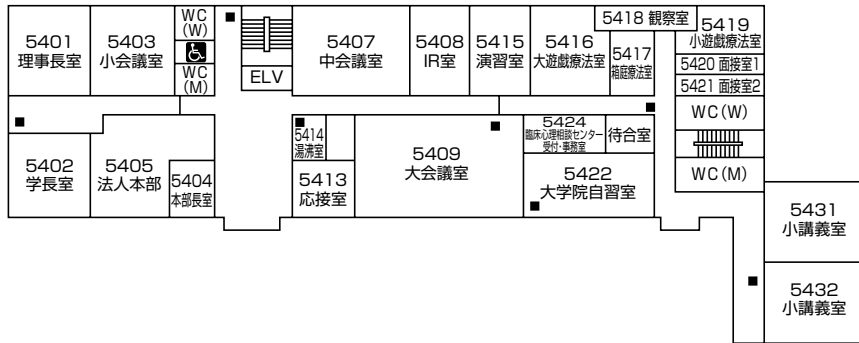 5401
理事長室
5403
小会議室
WC
(W)
WC
(M)
ELV
5407
中会議室
5408
IR室
5415
演習室
5416
大遊戯療法室
5417
箱庭療法室
5418 観察室
5419
小遊戯療法室
5420 面接室1
5421 面接室2
WC(W)
WC(M)
5402
学長室
5405
法人本部
5404
本部長室
5414
湯沸室
5413
応接室
5409
大会議室
5424
臨床心理相談センター
受付・事務室
待合室
5422
大学院自習室
5431
小講義室
5432
小講義室